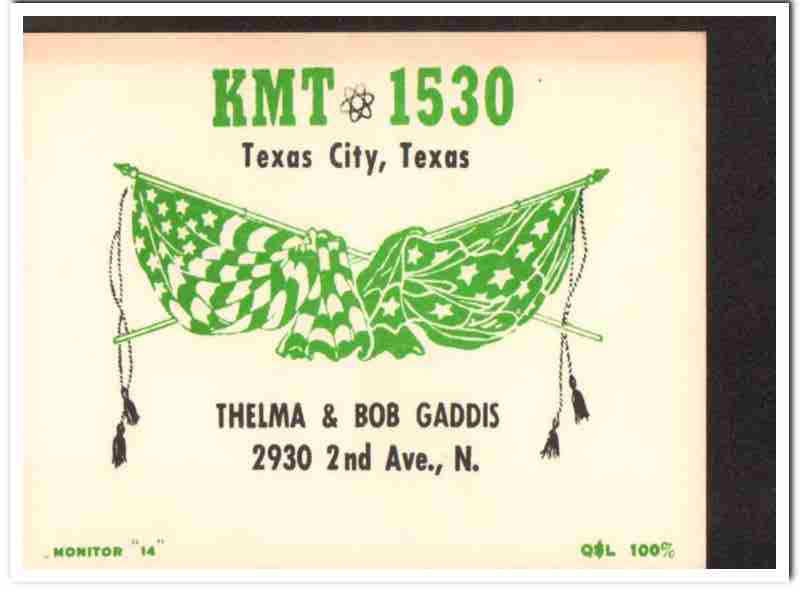 KMT 1530
Texas City, Texas
THELMA & BOB GADDIS
2930 2nd Ave., N.
MONITOR "14"
Q$L 100%